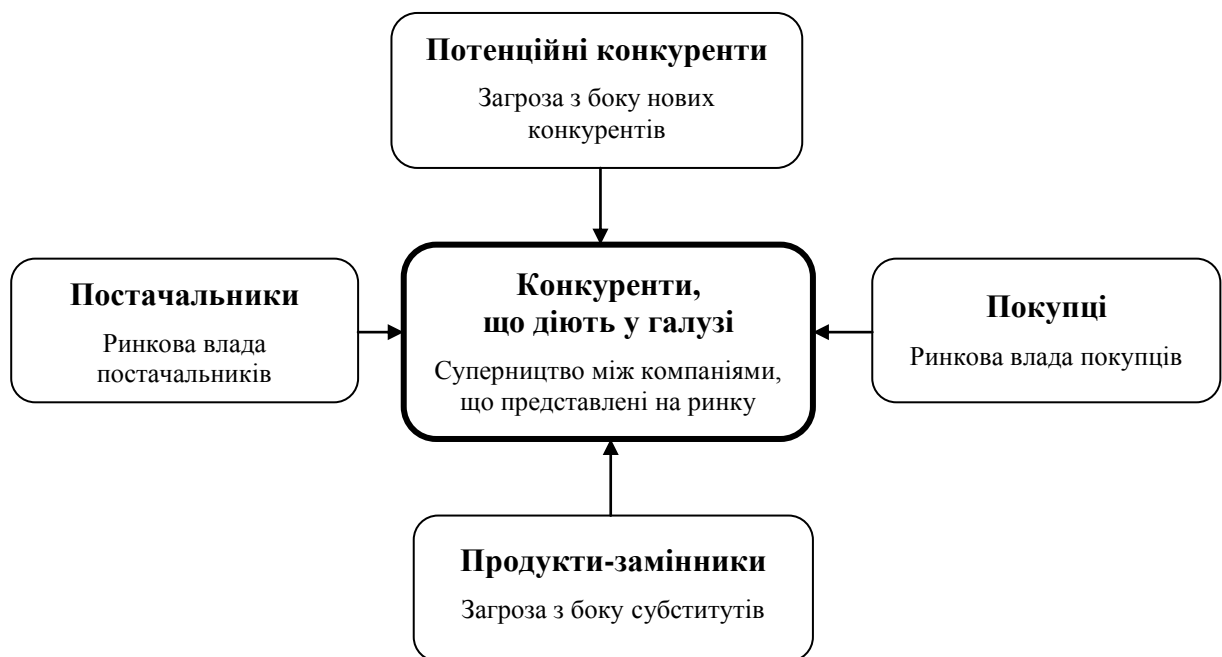 Потенційні конкуренти
Загроза з боку нових
конкурентів
Постачальники
Ринкова влада
постачальників
Конкуренти,
що діють у галузі
Суперництво між компаніями,
що представлені на ринку
Покупці
Ринкова влада покупців
Продукти-замінники
Загроза з боку субститутів